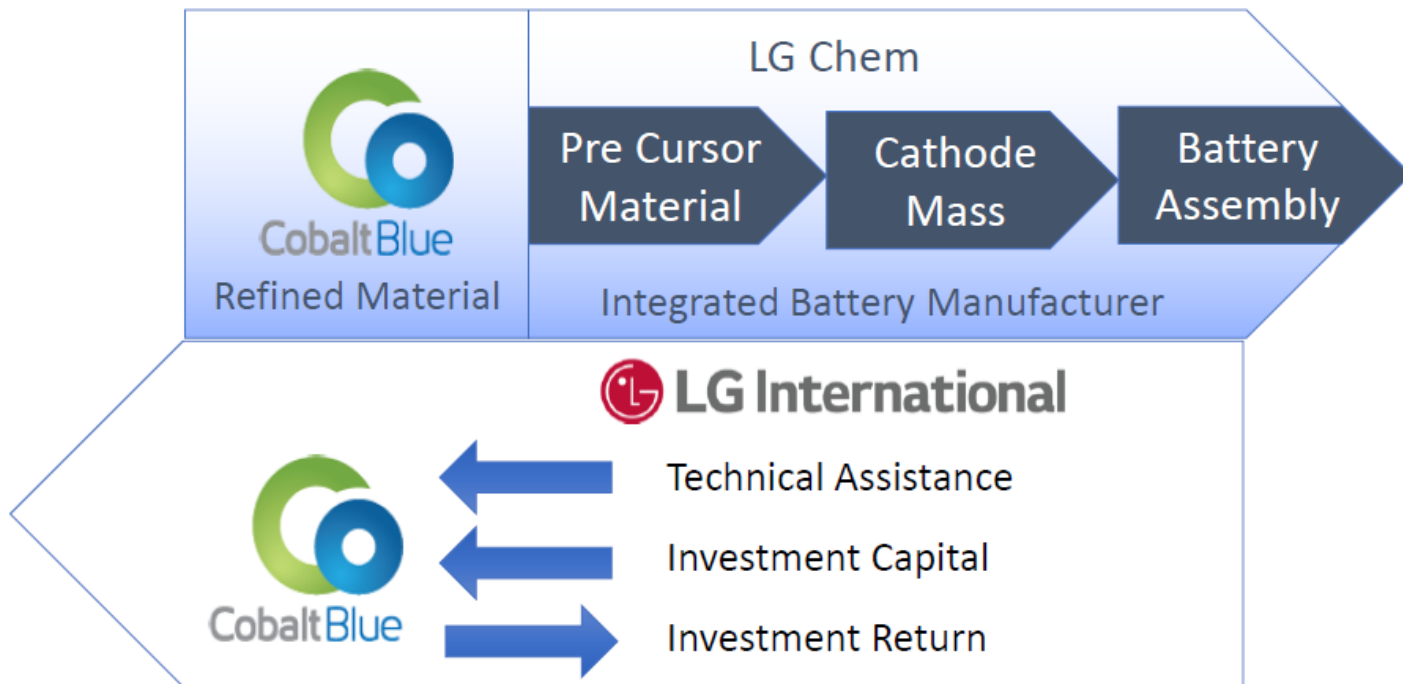 LG Chem
Pre Cursor
Material
Cathode
Mass
Battery
Assembly
CobaltBlue
Refined Material
Integrated Battery Manufacturer
LG LG International
Technical Assistance
Investment Capital
Investment Return
CobaltBlue